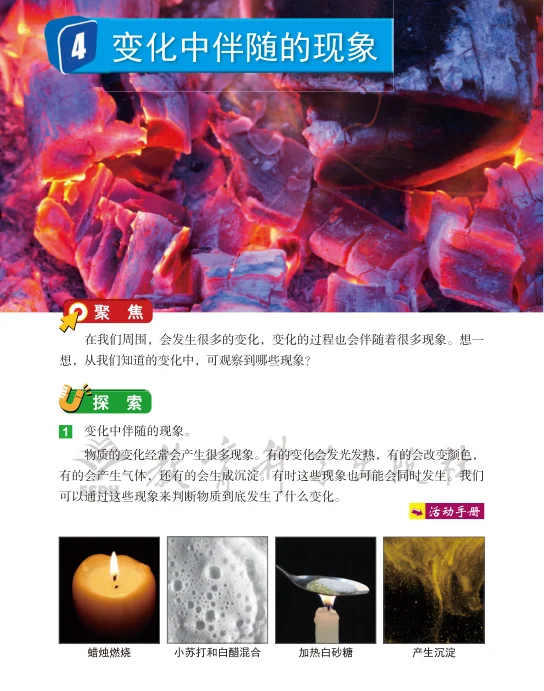 4 变化中伴随的现象
聚焦
在我们周围，会发生很多的变化，变化的过程也会伴随着很多现象。想一
想，从我们知道的变化中，可观察到哪些现象？
探索
1 变化中伴随的现象。
物质的变化经常会产生很多现象。有的变化会发光发热，有的会改变颜色，
有的会产生气体，还有的会生成沉淀。有时这些现象也可能会同时发生。我们
可以通过这些现象来判断物质到底发生了什么变化。
教育科学出版社
ESPH
活动手册
蜡烛燃烧 小苏打和白醋混合 加热白砂糖 产生沉淀